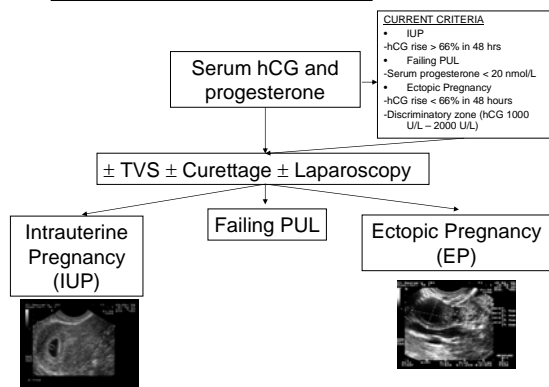 CURRENT CRITERIA
• IUP
-hCG rise > 66% in 48 hrs
• Failing PUL
-Serum progesterone < 20 nmol/L
• Ectopic Pregnancy
-hCG rise < 66% in 48 hours
-Discriminatory zone (hCG 1000
U/L – 2000 U/L)
Serum hCG and
progesterone
± TVS ± Curettage ± Laparoscopy
Intrauterine
Pregnancy
(IUP)
Failing PUL
Ectopic Pregnancy
(EP)